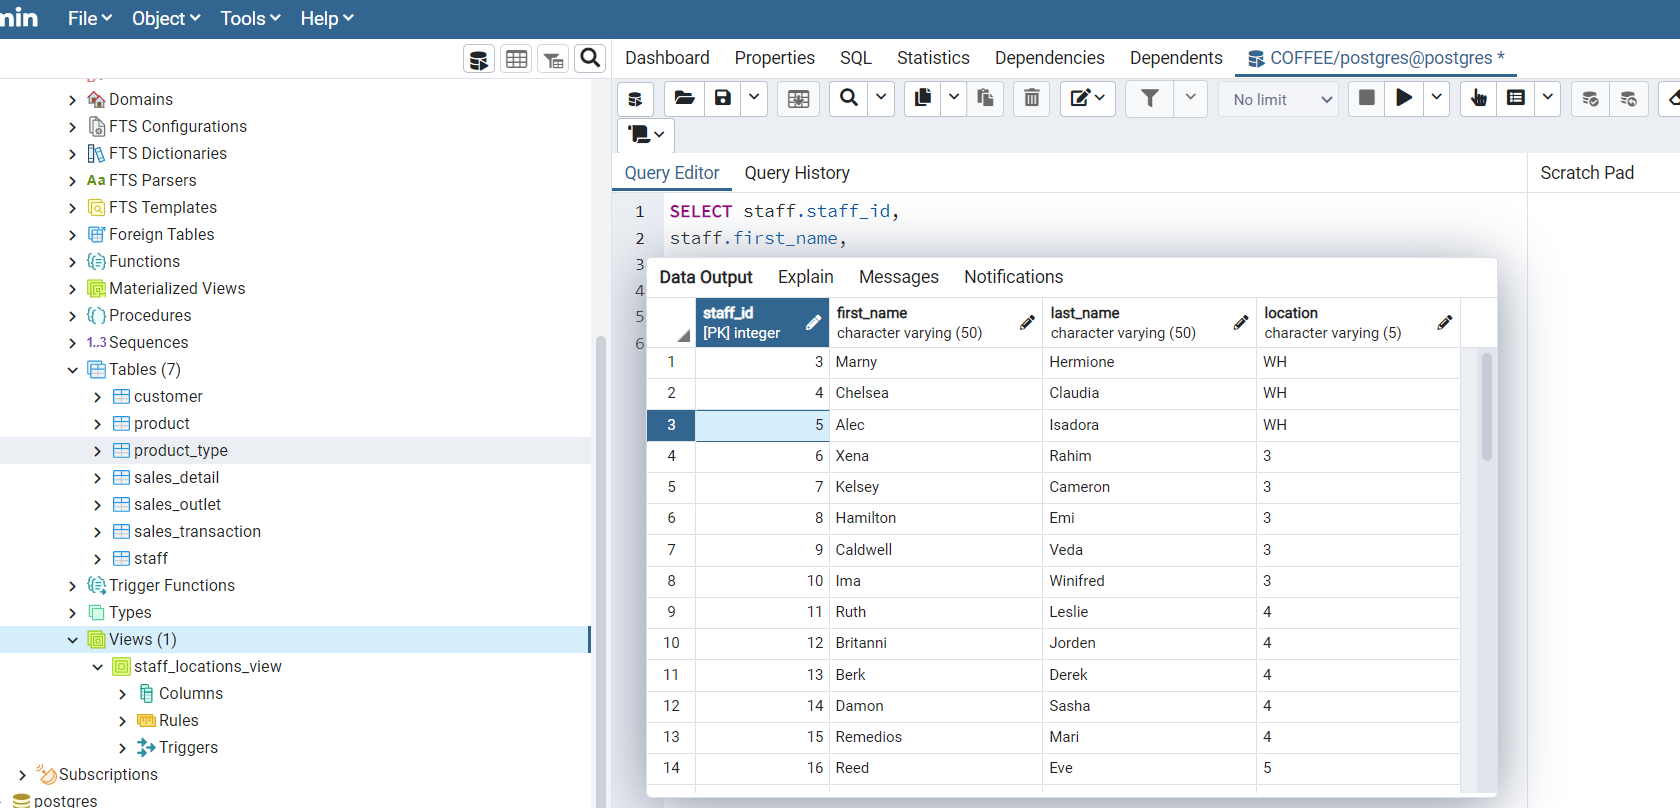 min File Object Tools Help
Dashboard Properties SQL Statistics Dependencies Dependents COFFEE/postgres@postgres *
No limit
Domains
FTS Configurations
FTS Dictionaries
Aa FTS Parsers
FTS Templates
Foreign Tables
Functions
Materialized Views
Procedures
1..3 Sequences
Tables (7)
customer
product
product_type
sales_detail
sales_outlet
sales_transaction
staff
Trigger Functions
Types
Views (1)
staff_locations_view
Columns
Rules
Triggers
Subscriptions
postgres
Query Editor Query History
Scratch Pad
1 SELECT staff.staff_id,
2 staff.first_name,
3
4
5
6
Data Output Explain Messages Notifications
staff_id first_name last_name location
[PK] integer character varying (50) character varying (50) character varying (5)
1 3 Marny Hermione WH
2 4 Chelsea Claudia WH
3 5 Alec Isadora WH
4 6 Xena Rahim 3
5 7 Kelsey Cameron 3
6 8 Hamilton Emi 3
7 9 Caldwell Veda 3
8 10 Ima Winifred 3
9 11 Ruth Leslie 4
10 12 Britanni Jorden 4
11 13 Berk Derek 4
12 14 Damon Sasha 4
13 15 Remedios Mari 4
14 16 Reed Eve 5